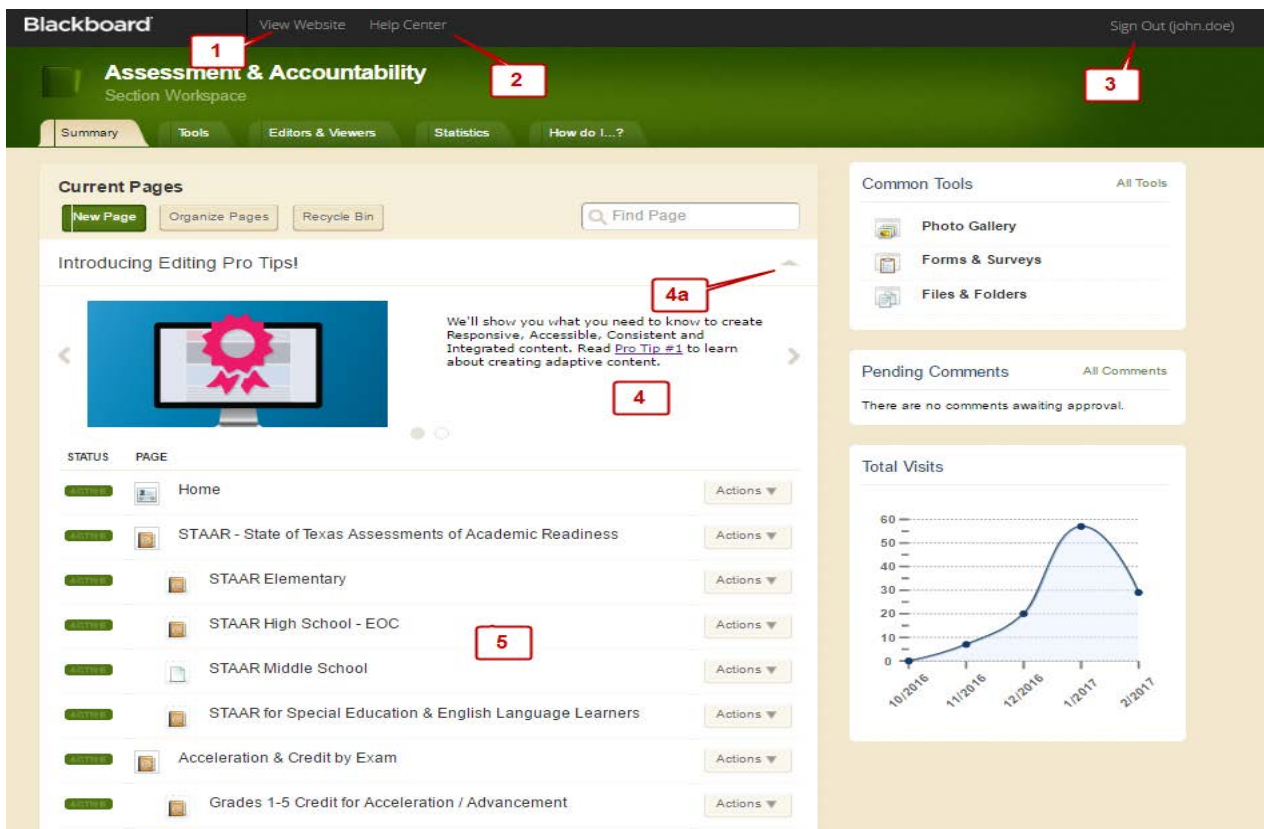 Blackboard
View Website Help Center
Sign Out (john.doe)
1
2
3
Assessment & Accountability
Section Workspace
Summary Tools Editors & Viewers Statistics How do I...?
Current Pages
New Page Organize Pages Recycle Bin
Find Page
Introducing Editing Pro Tips!
4a
We'll show you what you need to know to create
Responsive, Accessible, Consistent and
Integrated content. Read Pro Tip #1 to learn
about creating adaptive content.
4
STATUS PAGE
ACTIVE Home Actions
ACTIVE STAAR - State of Texas Assessments of Academic Readiness Actions
ACTIVE STAAR Elementary Actions
ACTIVE STAAR High School - EOC Actions
5
ACTIVE STAAR Middle School Actions
ACTIVE STAAR for Special Education & English Language Learners Actions
ACTIVE Acceleration & Credit by Exam Actions
ACTIVE Grades 1-5 Credit for Acceleration / Advancement Actions
Common Tools All Tools
Photo Gallery
Forms & Surveys
Files & Folders
Pending Comments All Comments
There are no comments awaiting approval.
Total Visits
60
50
40
30
20
10
0
10/2016 11/2016 12/2016 1/2017 2/2017